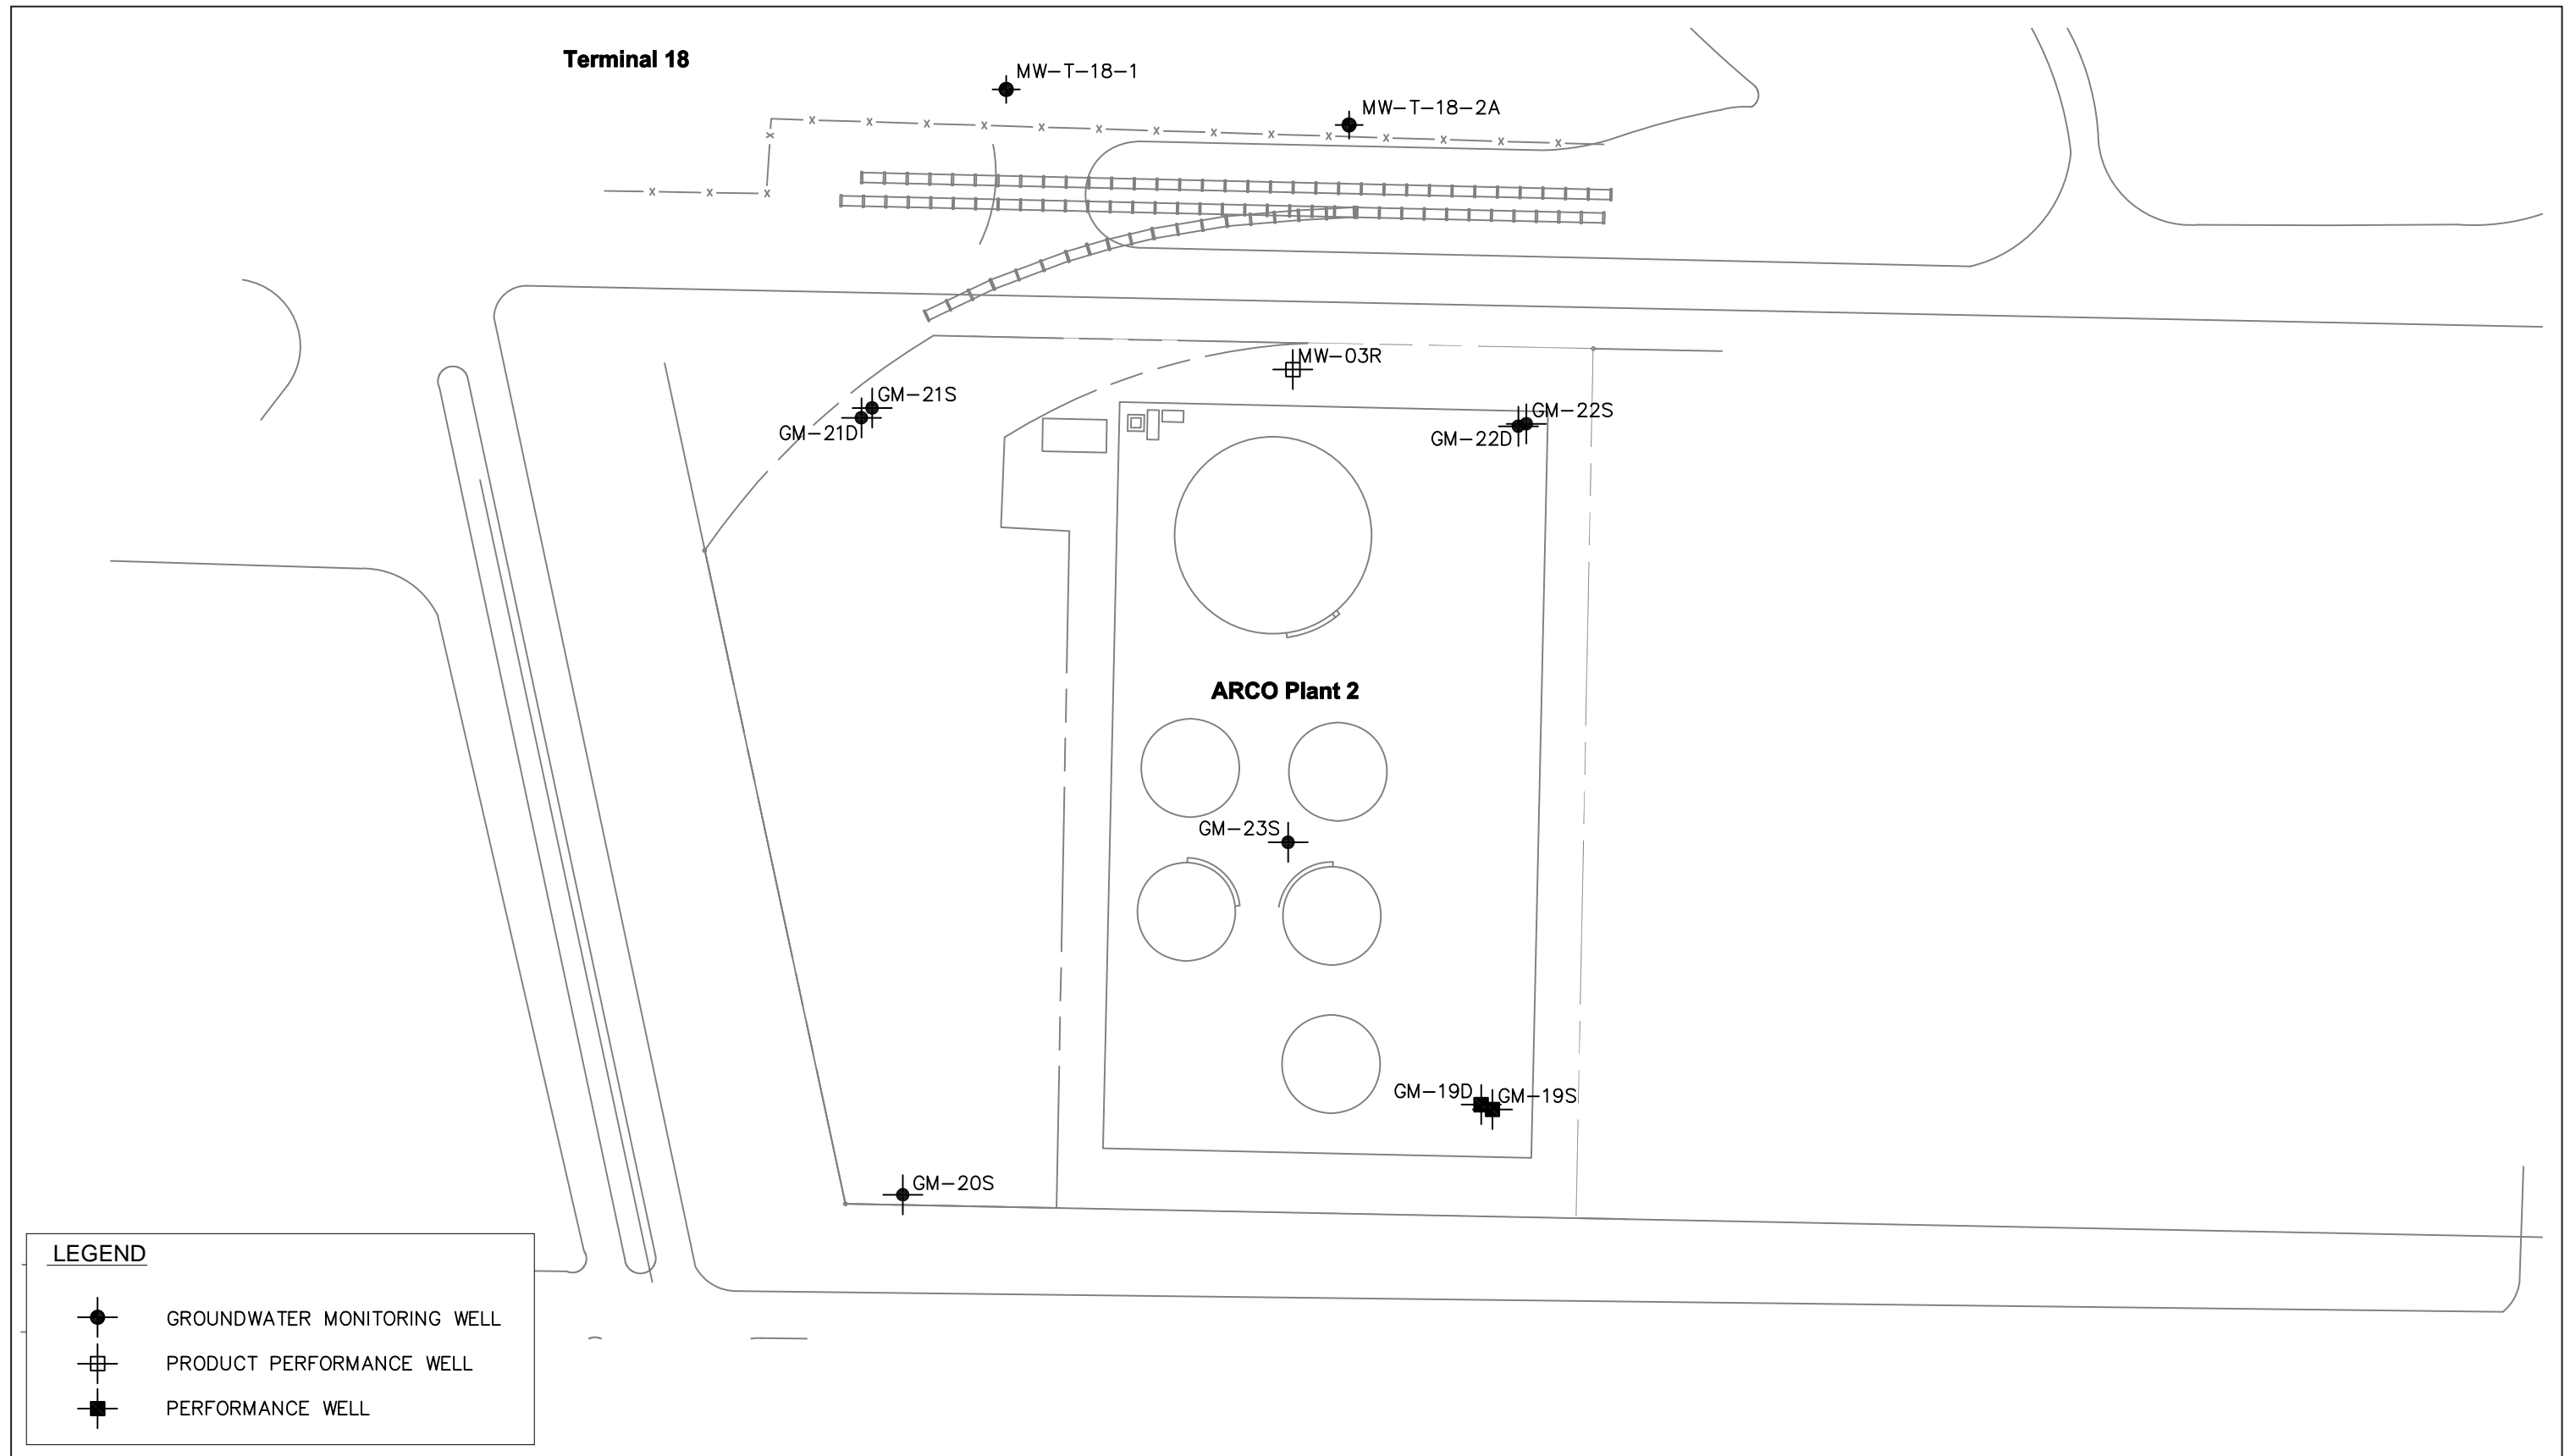 Terminal 18
MW-T-18-1
MW-T-18-2A
MW-03R
GM-21S
GM-21D
GM-22S
GM-22D
ARCO Plant 2
GM-23S
GM-19D
GM-19S
GM-20S
LEGEND
GROUNDWATER MONITORING WELL
PRODUCT PERFORMANCE WELL
PERFORMANCE WELL